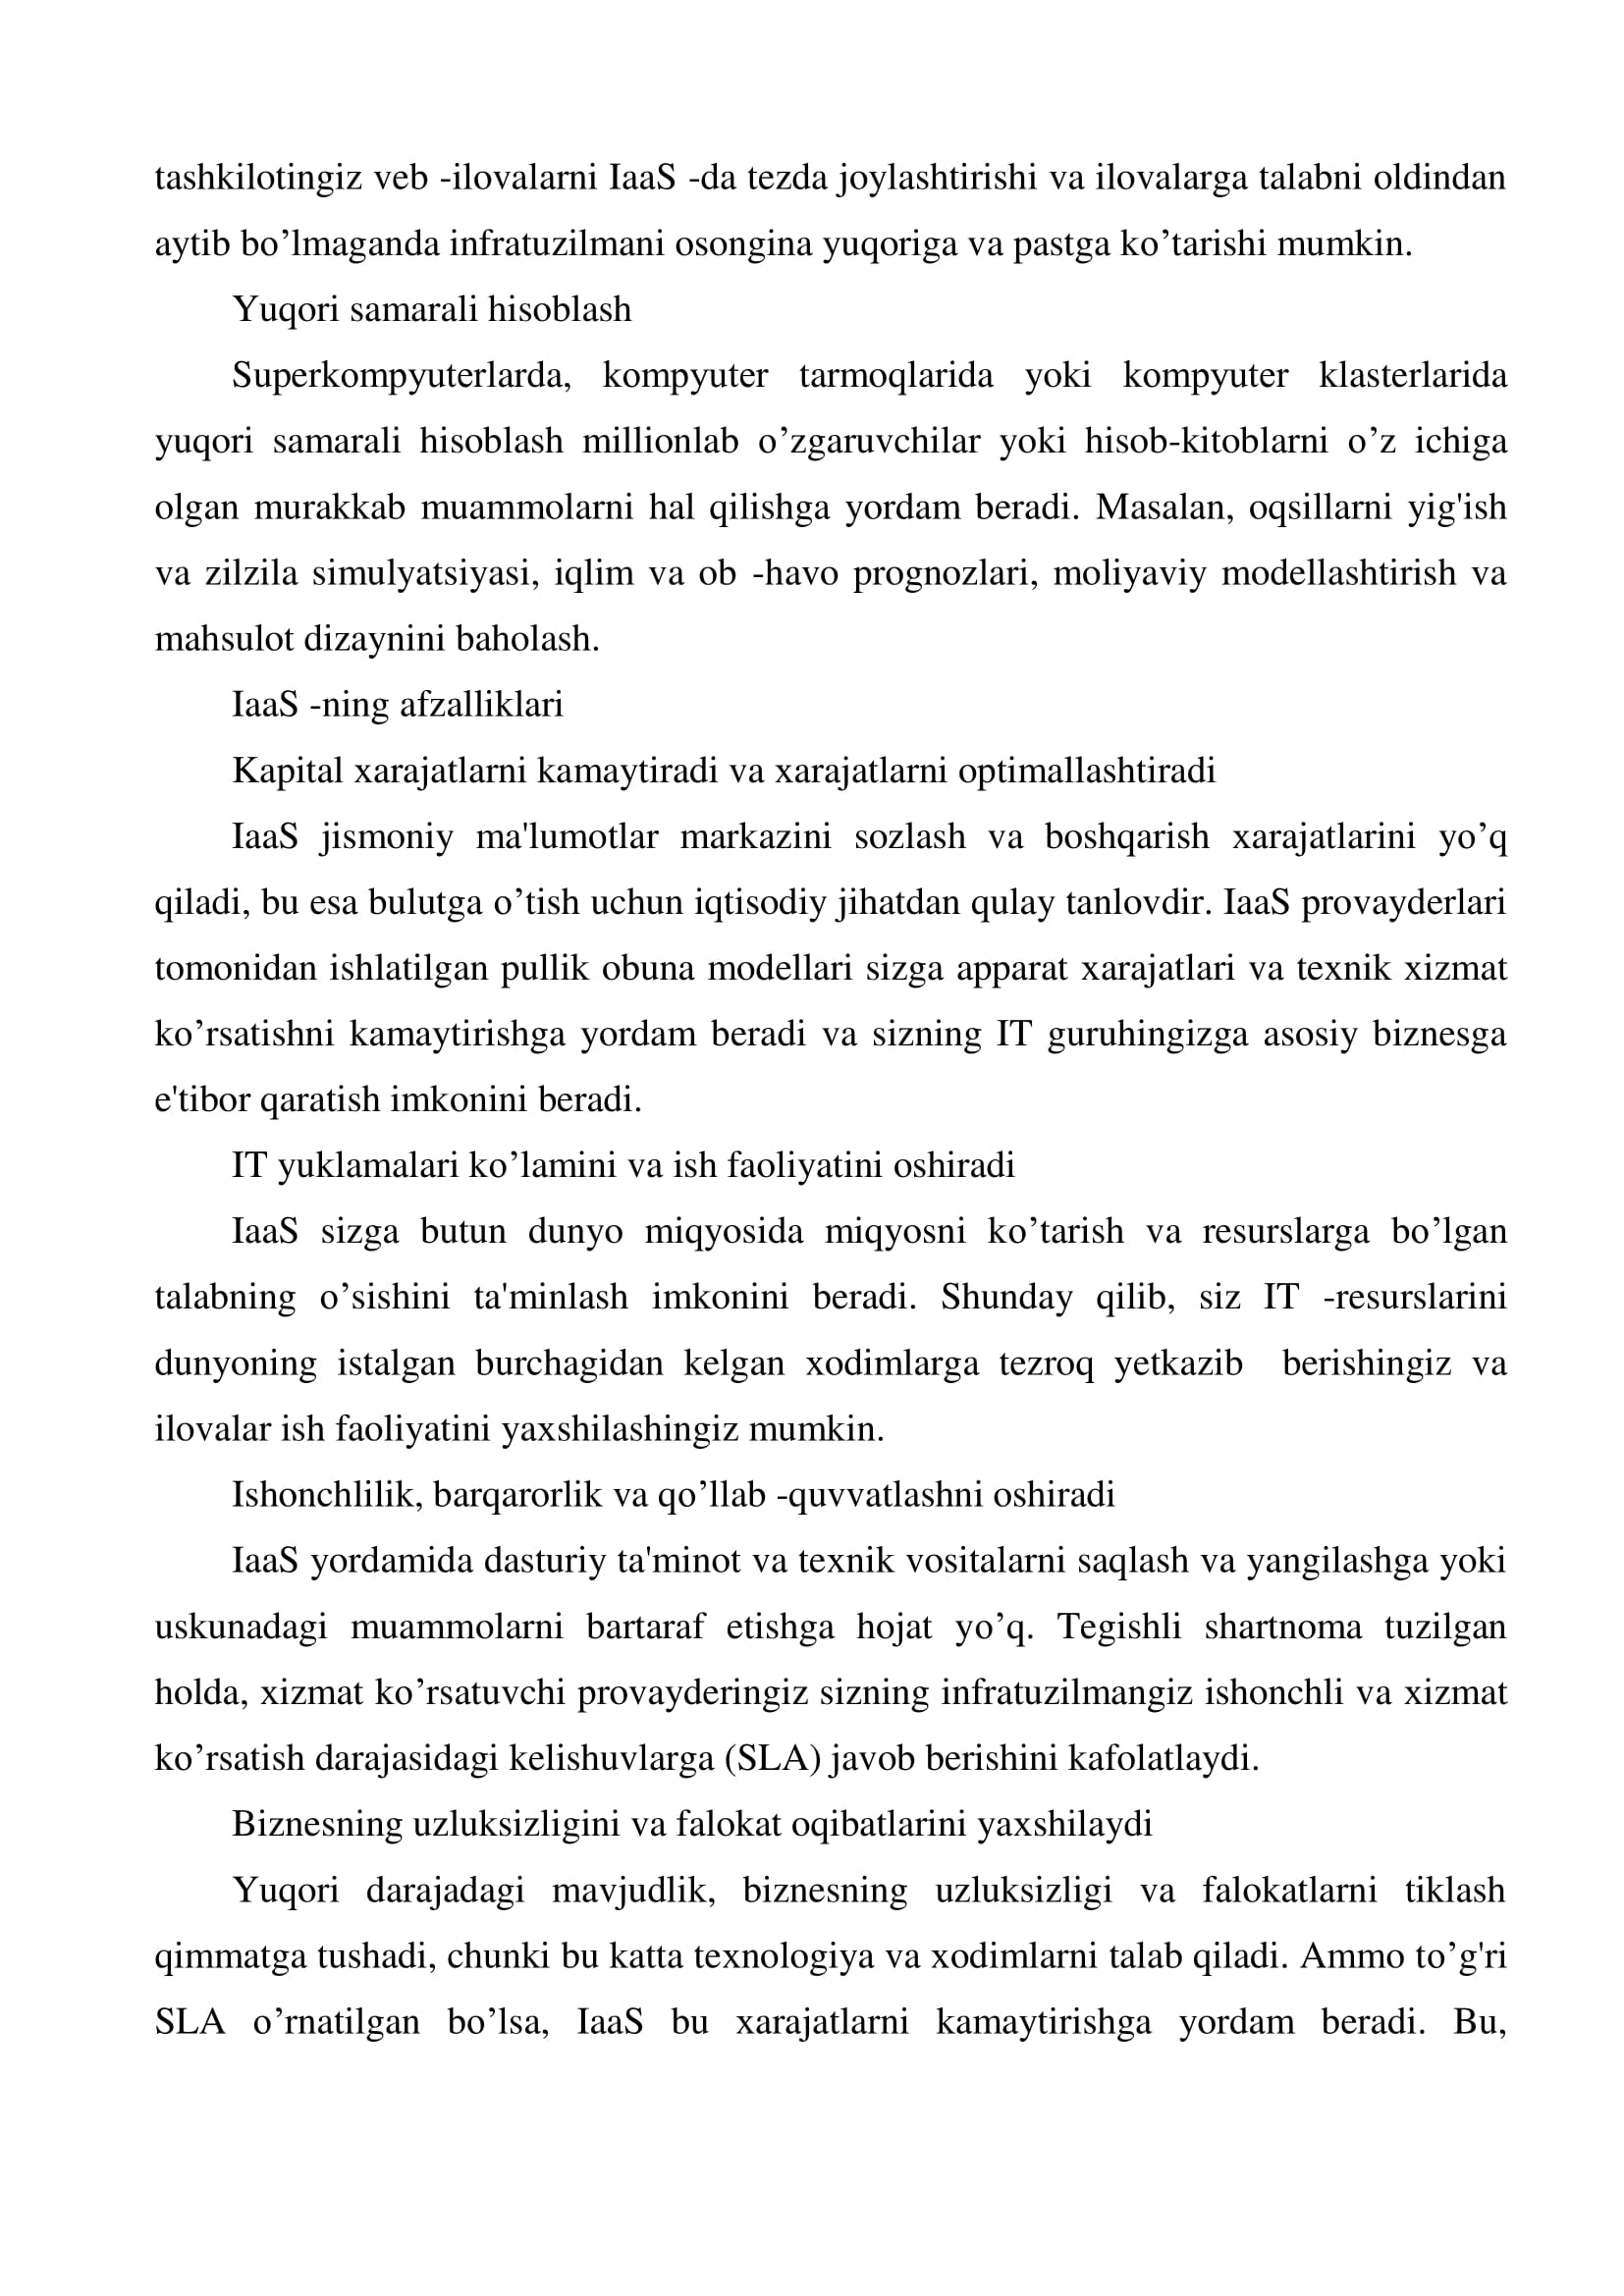 tashkilotingiz veb -ilovalarni IaaS -da tezda joylashtirishi va ilovalarga talabni oldindan
aytib bo’lmaganda infratuzilmani osongina yuqoriga va pastga ko’tarishi mumkin.
Yuqori samarali hisoblash
Superkompyuterlarda, kompyuter tarmoqlarida yoki kompyuter klasterlarida
yuqori samarali hisoblash millionlab o’zgaruvchilar yoki hisob-kitoblarni o’z ichiga
olgan murakkab muammolarni hal qilishga yordam beradi. Masalan, oqsillarni yig'ish
va zilzila simulyatsiyasi, iqlim va ob -havo prognozlari, moliyaviy modellashtirish va
mahsulot dizaynini baholash.
IaaS -ning afzalliklari
Kapital xarajatlarni kamaytiradi va xarajatlarni optimallashtiradi
IaaS jismoniy ma'lumotlar markazini sozlash va boshqarish xarajatlarini yo’q
qiladi, bu esa bulutga o’tish uchun iqtisodiy jihatdan qulay tanlovdir. IaaS provayderlari
tomonidan ishlatilgan pullik obuna modellari sizga apparat xarajatlari va texnik xizmat
ko’rsatishni kamaytirishga yordam beradi va sizning IT guruhingizga asosiy biznesga
e'tibor qaratish imkonini beradi.
IT yuklamalari ko’lamini va ish faoliyatini oshiradi
IaaS sizga butun dunyo miqyosida miqyosni ko’tarish va resurslarga bo’lgan
talabning o’sishini ta'minlash imkonini beradi. Shunday qilib, siz IT -resurslarini
dunyoning istalgan burchagidan kelgan xodimlarga tezroq yetkazib berishingiz va
ilovalar ish faoliyatini yaxshilashingiz mumkin.
Ishonchlilik, barqarorlik va qo’llab -quvvatlashni oshiradi
IaaS yordamida dasturiy ta'minot va texnik vositalarni saqlash va yangilashga yoki
uskunadagi muammolarni bartaraf etishga hojat yo’q. Tegishli shartnoma tuzilgan
holda, xizmat ko’rsatuvchi provayderingiz sizning infratuzilmangiz ishonchli va xizmat
ko’rsatish darajasidagi kelishuvlarga (SLA) javob berishini kafolatlaydi.
Biznesning uzluksizligini va falokat oqibatlarini yaxshilaydi
Yuqori darajadagi mavjudlik, biznesning uzluksizligi va falokatlarni tiklash
qimmatga tushadi, chunki bu katta texnologiya va xodimlarni talab qiladi. Ammo to’g'ri
SLA o’rnatilgan bo’lsa, IaaS bu xarajatlarni kamaytirishga yordam beradi. Bu,